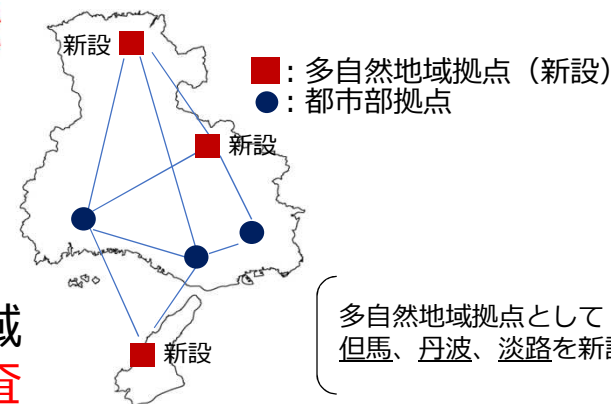 新設
■：多自然地域拠点（新設）
●：都市部拠点
新設
新設
域
査
多自然地域拠点として
但馬、丹波、淡路を新設